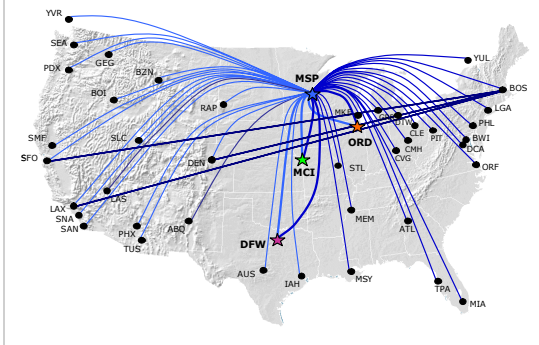 YVR
SEA
GEG
PDX
BZN
YUL
MSP
BOI
BOS
RAP
LGA
MKE
DTW
PHL
CLE
SMF
SLC
PIT
BWI
ORD
CMH
DCA
SFO
DEN
CVG
MCI
STL
ORF
LAS
LAX
SNA
MEM
SAN
PHX
ABQ
ATL
TUS
DFW
AUS
IAH
MSY
TPA
MIA